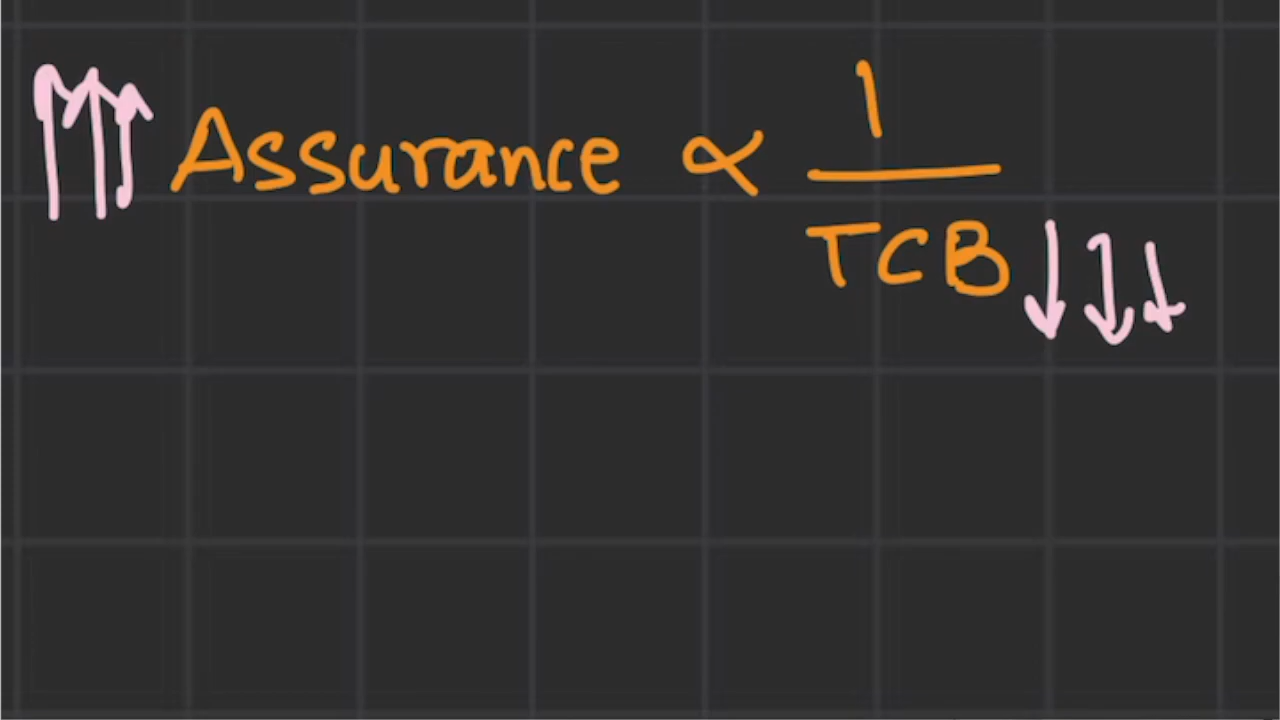 ↑↑↑ Assurance ∝ 1
TCB ↓↓↓